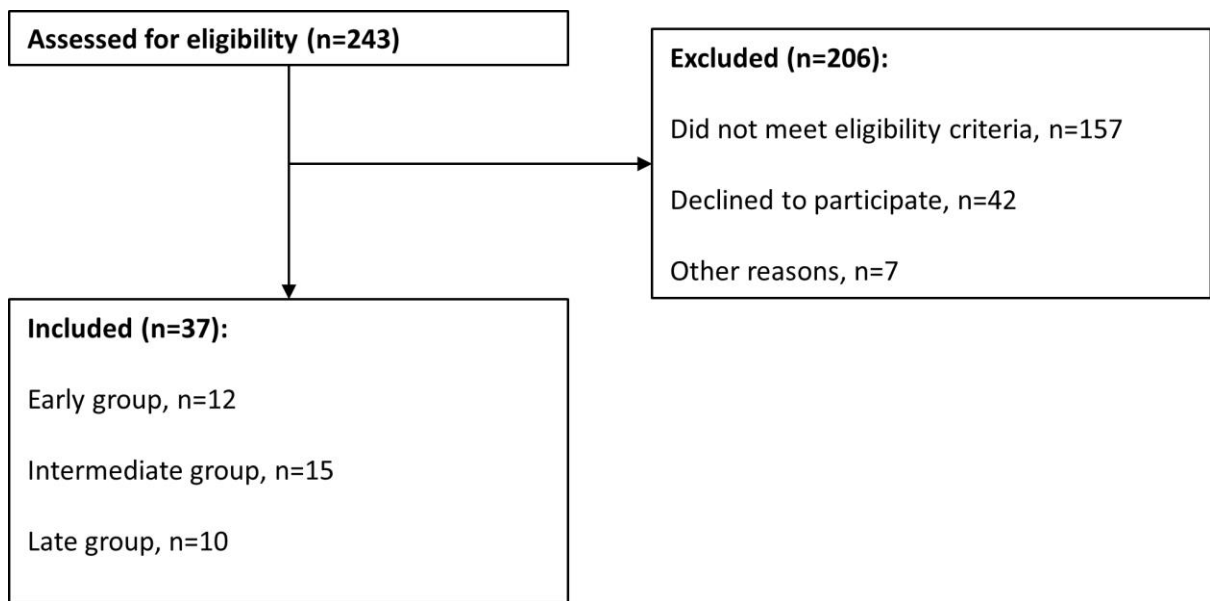 Assessed for eligibility (n=243)
Excluded (n=206):
Did not meet eligibility criteria, n=157
Declined to participate, n=42
Other reasons, n=7
Included (n=37):
Early group, n=12
Intermediate group, n=15
Late group, n=10